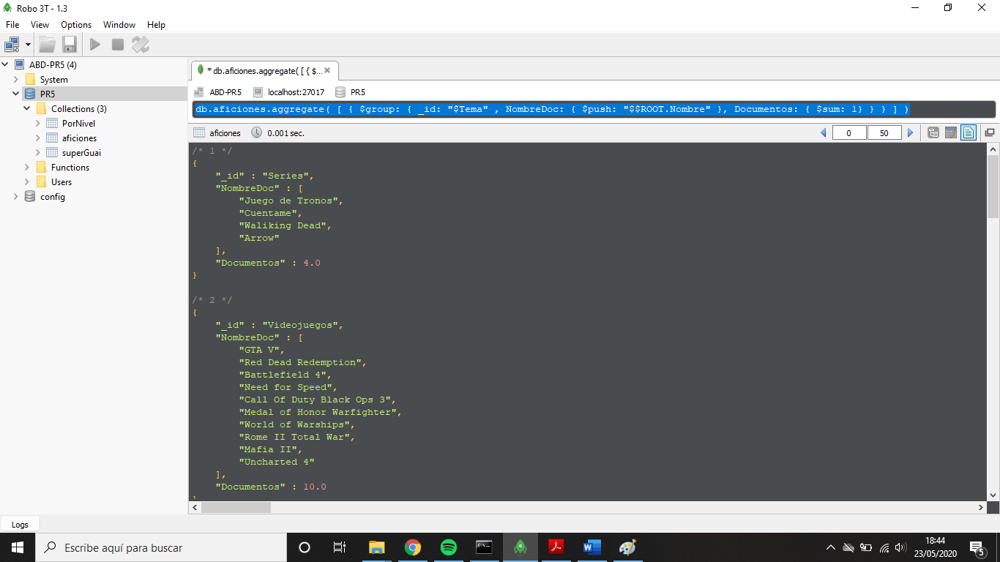 Robo 3T - 1.3
File View Options Window Help
ABD-PR5 (4)
System
PR5
Collections (3)
PorNivel
aficiones
superGuai
Functions
Users
config
* db.aficiones.aggregate( [ { $...
ABD-PR5 localhost:27017 PR5
db.aficiones.aggregate( [ { $group: { _id: "$Tema" , NombreDoc: { $push: "$$ROOT.Nombre" }, Documentos: { $sum: 1} } } ] )
aficiones 0.001 sec. 0 50
/* 1 */
{
"_id" : "Series",
"NombreDoc" : [
"Juego de Tronos",
"Cuentame",
"Waliking Dead",
"Arrow"
],
"Documentos" : 4.0
}
/* 2 */
{
"_id" : "Videojuegos",
"NombreDoc" : [
"GTA V",
"Red Dead Redemption",
"Battlefield 4",
"Need for Speed",
"Call Of Duty Black Ops 3",
"Medal of Honor Warfighter",
"World of Warships",
"Rome II Total War",
"Mafia II",
"Uncharted 4"
],
"Documentos" : 10.0
}
Logs
Escribe aquí para buscar
18:44
23/05/2020
5